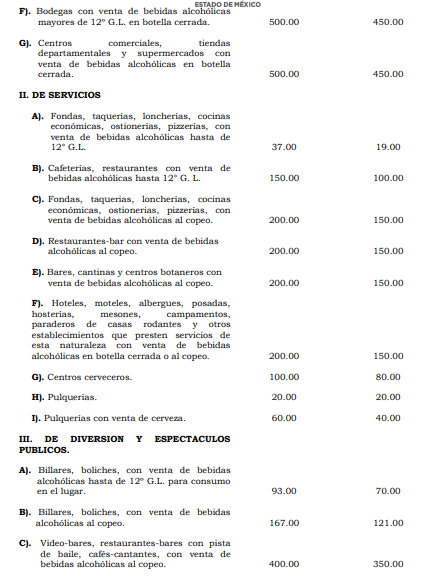 ESTADO DE MÉXICO
F). Bodegas con venta de bebidas alcohólicas
mayores de 12º G.L. en botella cerrada. 500.00 450.00
G). Centros comerciales, tiendas
departamentales y supermercados con
venta de bebidas alcohólicas en botella
cerrada. 500.00 450.00
II. DE SERVICIOS
A). Fondas, taquerías, loncherías, cocinas
económicas, ostionerías, pizzerías, con
venta de bebidas alcohólicas hasta de
12° G.L. 37.00 19.00
B). Cafeterías, restaurantes con venta de
bebidas alcohólicas hasta 12° G. L. 150.00 100.00
C). Fondas, taquerías, loncherías, cocinas
económicas, ostionerías, pizzerías, con
venta de bebidas alcohólicas al copeo. 200.00 150.00
D). Restaurantes-bar con venta de bebidas
alcohólicas al copeo. 200.00 150.00
E). Bares, cantinas y centros botaneros con
venta de bebidas alcohólicas al copeo. 200.00 150.00
F). Hoteles, moteles, albergues, posadas,
hosterías, mesones, campamentos,
paraderos de casas rodantes y otros
establecimientos que presten servicios de
esta naturaleza con venta de bebidas
alcohólicas en botella cerrada o al copeo. 200.00 150.00
G). Centros cerveceros. 100.00 80.00
H). Pulquerías. 20.00 20.00
I). Pulquerías con venta de cerveza. 60.00 40.00
III. DE DIVERSION Y ESPECTACULOS
PUBLICOS.
A). Billares, boliches, con venta de bebidas
alcohólicas hasta de 12º G.L. para consumo
en el lugar. 93.00 70.00
B). Billares, boliches, con venta de bebidas
alcohólicas al copeo. 167.00 121.00
C). Video-bares, restaurantes-bares con pista
de baile, cafés-cantantes, con venta de
bebidas alcohólicas al copeo. 400.00 350.00